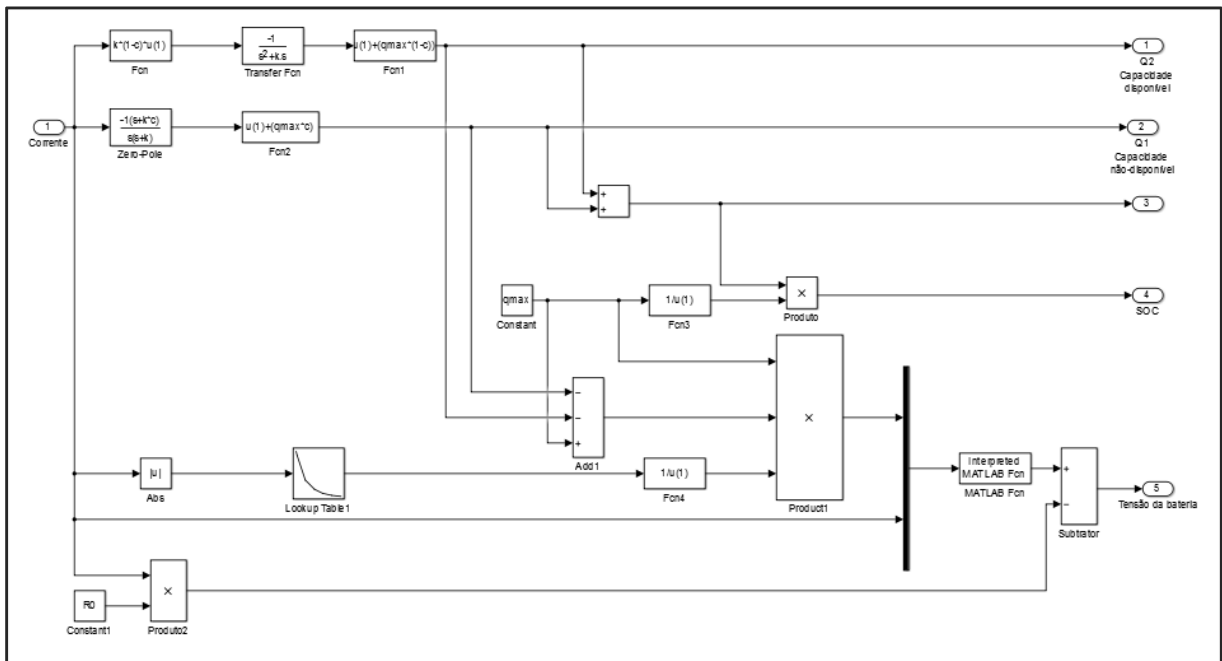 k*(1-c)*u(1)
Fcn
-1
s²+k.s
Transfer Fcn
u(1)+(qmax*(1-c))
Fcn1
1
Q2
Capacidade
disponível
1
Corrente
-1(s+k*c)
s(s+k)
Zero-Pole
u(1)+(qmax*c)
Fcn2
2
Q1
Capacidade
não-disponível
+
+
3
qmax
Constant
1/u(1)
Fcn3
×
Produto
4
SOC
−
−
+
Add1
×
Product1
|u|
Abs
Lookup Table1
1/u(1)
Fcn4
Interpreted
MATLAB Fcn
MATLAB Fcn
+
−
Subtrator
5
Tensão da bateria
R0
Constant1
×
Produto2